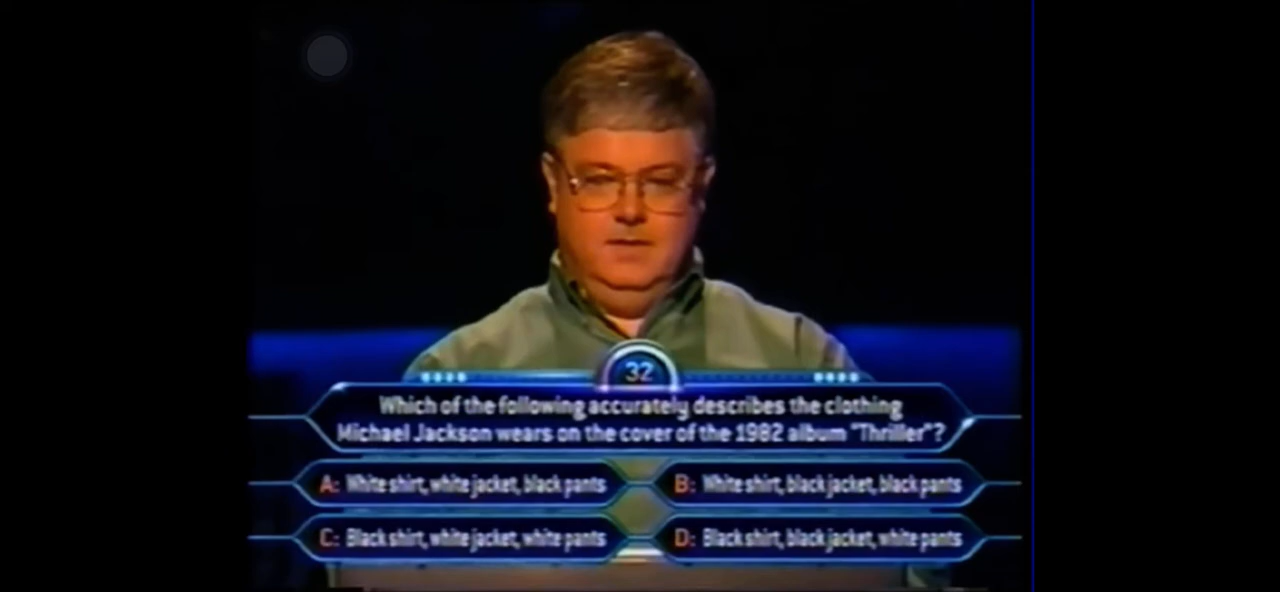 32
Which of the following accurately describes the clothing
Michael Jackson wears on the cover of the 1982 album "Thriller"?
A: White shirt, white jacket, black pants
B: White shirt, black jacket, black pants
C: Black shirt, white jacket, white pants
D: Black shirt, black jacket, white pants